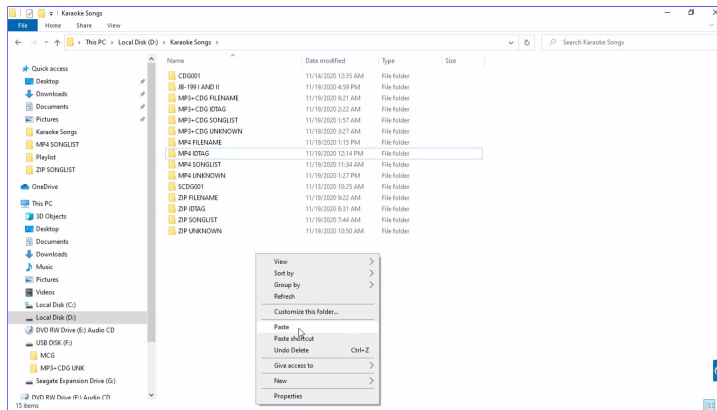 Karaoke Songs
File Home Share View
This PC > Local Disk (D:) > Karaoke Songs >
Search Karaoke Songs
Name Date modified Type Size
Quick access
Desktop
Downloads
Documents
Pictures
Karaoke Songs
MP4 SONGLIST
Playlist
ZIP SONGLIST
OneDrive
This PC
3D Objects
Desktop
Documents
Downloads
Music
Pictures
Videos
Local Disk (C:)
Local Disk (D:)
DVD RW Drive (E:) Audio CD
USB DISK (F:)
MCG
MP3+CDG UNK
Seagate Expansion Drive (G:)
DVD RW Drive (E:) Audio CD
CDG001 11/14/2020 12:35 AM File folder
JB-199 I AND II 11/19/2020 4:59 PM File folder
MP3+CDG FILENAME 11/19/2020 9:21 AM File folder
MP3+CDG IDTAG 11/19/2020 2:22 AM File folder
MP3+CDG SONGLIST 11/19/2020 1:57 AM File folder
MP3+CDG UNKNOWN 11/19/2020 3:27 AM File folder
MP4 FILENAME 11/19/2020 1:15 PM File folder
MP4 IDTAG 11/19/2020 12:14 PM File folder
MP4 SONGLIST 11/19/2020 11:34 AM File folder
MP4 UNKNOWN 11/19/2020 1:27 PM File folder
SCDG001 11/13/2020 10:25 AM File folder
ZIP FILENAME 11/19/2020 9:22 AM File folder
ZIP IDTAG 11/19/2020 8:31 AM File folder
ZIP SONGLIST 11/19/2020 7:44 AM File folder
ZIP UNKNOWN 11/19/2020 10:50 AM File folder
View
Sort by
Group by
Refresh
Customize this folder...
Paste
Paste shortcut
Undo Delete Ctrl+Z
Give access to
New
Properties
15 items